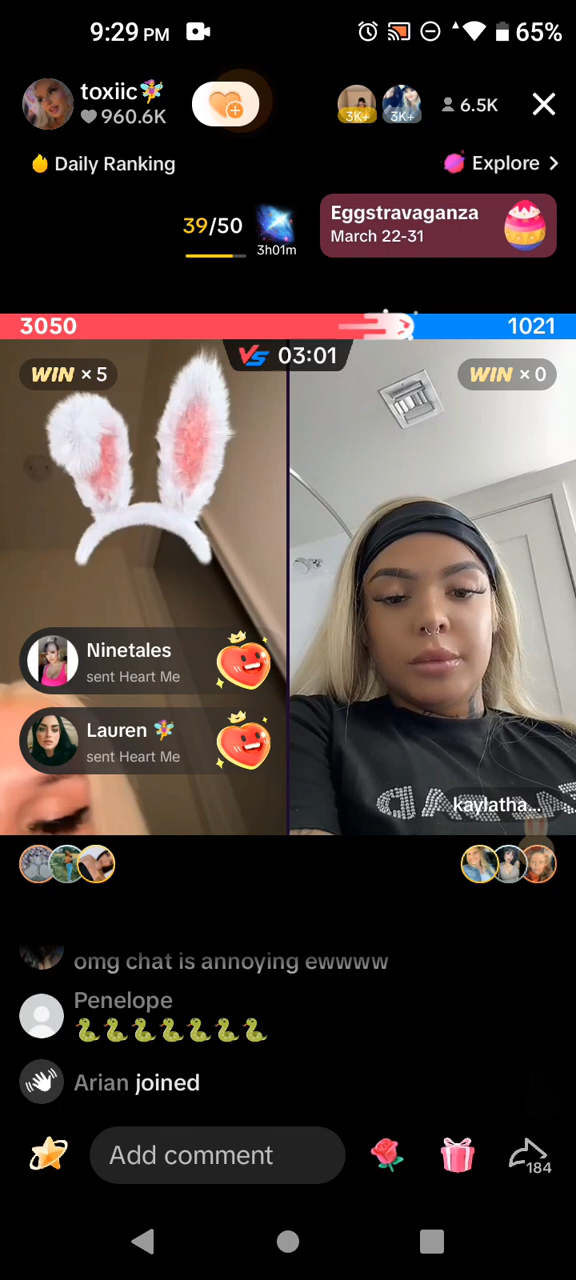 9:29 PM
65%
toxiic🧚
960.6K
3K+
3K+
6.5K
Daily Ranking
Explore >
39/50
3h01m
Eggstravaganza
March 22-31
3050
1021
VS 03:01
WIN × 5
WIN × 0
Ninetales
sent Heart Me
Lauren 🧚
sent Heart Me
kaylatha...
omg chat is annoying ewwww
Penelope
🐍🐍🐍🐍🐍🐍🐍
Arian joined
Add comment
184